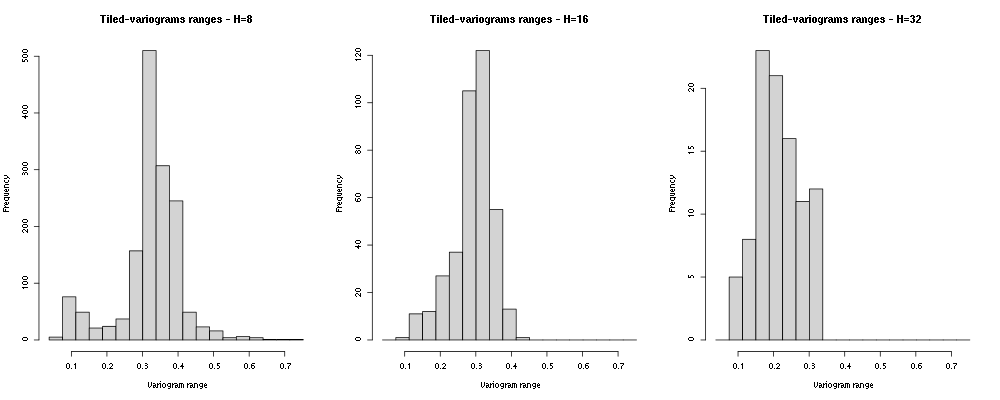 Tiled-variograms ranges - H=8
Frequency
0
100
200
300
400
500
0.1 0.2 0.3 0.4 0.5 0.6 0.7
Variogram range
Tiled-variograms ranges - H=16
Frequency
0
20
40
60
80
100
120
0.1 0.2 0.3 0.4 0.5 0.6 0.7
Variogram range
Tiled-variograms ranges - H=32
Frequency
0
5
10
15
20
0.1 0.2 0.3 0.4 0.5 0.6 0.7
Variogram range